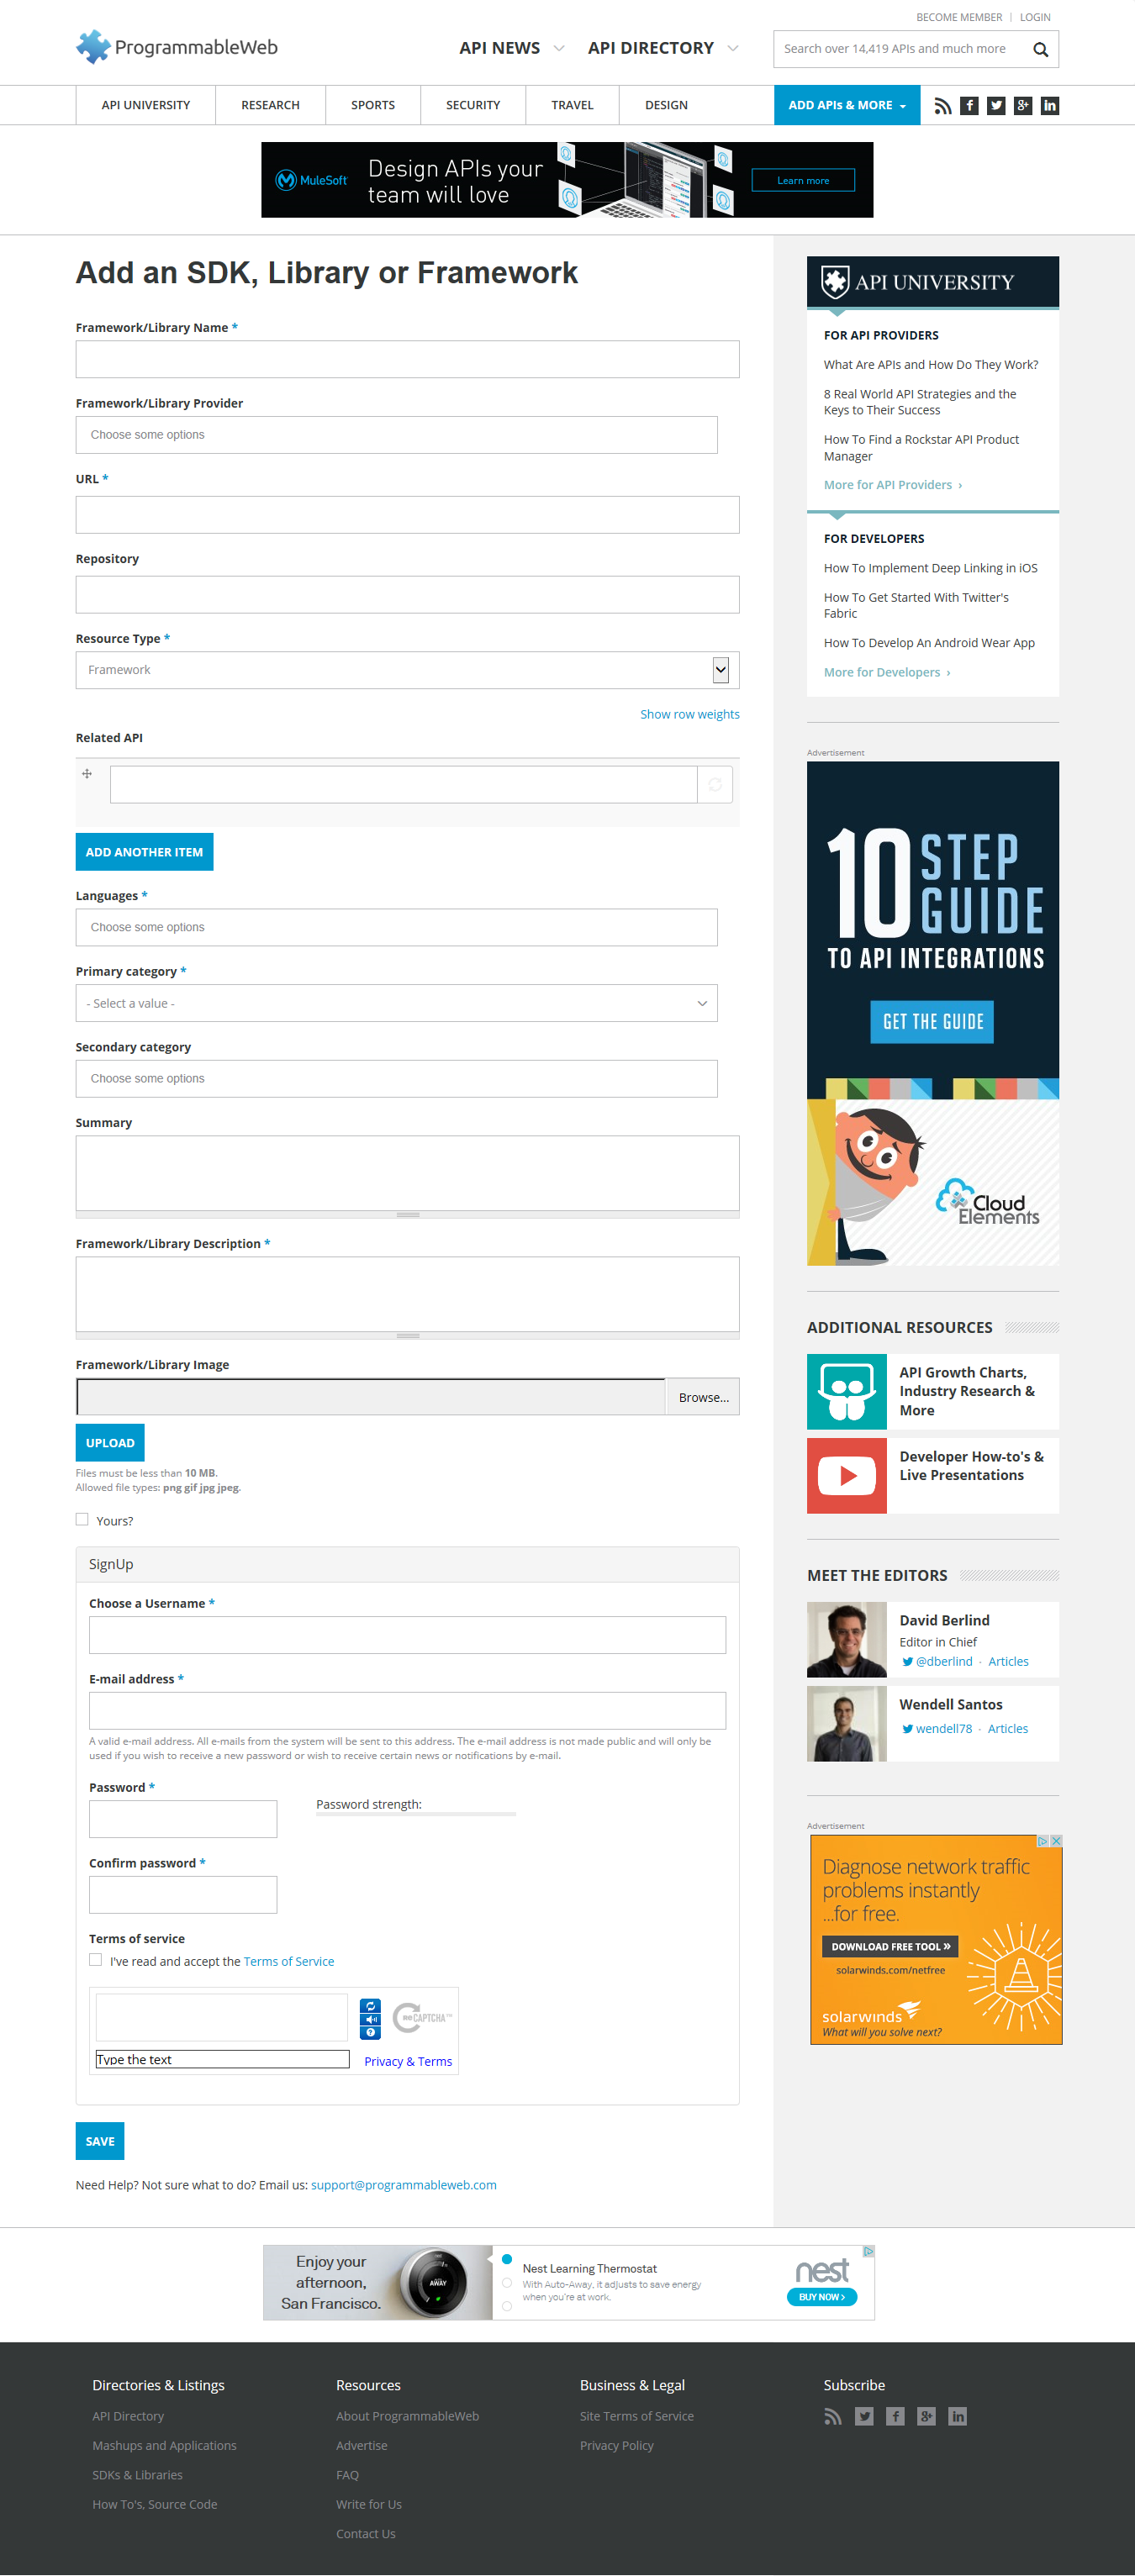 BECOME MEMBER | LOGIN
ProgrammableWeb
API NEWS
API DIRECTORY
Search over 14,419 APIs and much more
API UNIVERSITY
RESEARCH
SPORTS
SECURITY
TRAVEL
DESIGN
ADD APIs & MORE
MuleSoft
Design APIs your
team will love
Learn more
Add an SDK, Library or Framework
Framework/Library Name *
Framework/Library Provider
Choose some options
URL *
Repository
Resource Type *
Framework
Show row weights
Related API
ADD ANOTHER ITEM
Languages *
Choose some options
Primary category *
- Select a value -
Secondary category
Choose some options
Summary
Framework/Library Description *
Framework/Library Image
Browse...
UPLOAD
Files must be less than 10 MB.
Allowed file types: png gif jpg jpeg.
Yours?
SignUp
Choose a Username *
E-mail address *
A valid e-mail address. All e-mails from the system will be sent to this address. The e-mail address is not made public and will only be
used if you wish to receive a new password or wish to receive certain news or notifications by e-mail.
Password *
Password strength:
Confirm password *
Terms of service
I've read and accept the Terms of Service
reCAPTCHA™
Type the text
Privacy & Terms
SAVE
Need Help? Not sure what to do? Email us: support@programmableweb.com
API UNIVERSITY
FOR API PROVIDERS
What Are APIs and How Do They Work?
8 Real World API Strategies and the
Keys to Their Success
How To Find a Rockstar API Product
Manager
More for API Providers ›
FOR DEVELOPERS
How To Implement Deep Linking in iOS
How To Get Started With Twitter's
Fabric
How To Develop An Android Wear App
More for Developers ›
Advertisement
10 STEP
GUIDE
TO API INTEGRATIONS
GET THE GUIDE
Cloud
Elements
ADDITIONAL RESOURCES
API Growth Charts,
Industry Research &
More
Developer How-to's &
Live Presentations
MEET THE EDITORS
David Berlind
Editor in Chief
@dberlind · Articles
Wendell Santos
wendell78 · Articles
Advertisement
Diagnose network traffic
problems instantly
...for free.
DOWNLOAD FREE TOOL »
solarwinds.com/netfree
solarwinds
What will you solve next?
Enjoy your
afternoon,
San Francisco.
AWAY
Nest Learning Thermostat
With Auto-Away, it adjusts to save energy
when you're at work.
nest
BUY NOW ›
Directories & Listings
API Directory
Mashups and Applications
SDKs & Libraries
How To's, Source Code
Resources
About ProgrammableWeb
Advertise
FAQ
Write for Us
Contact Us
Business & Legal
Site Terms of Service
Privacy Policy
Subscribe